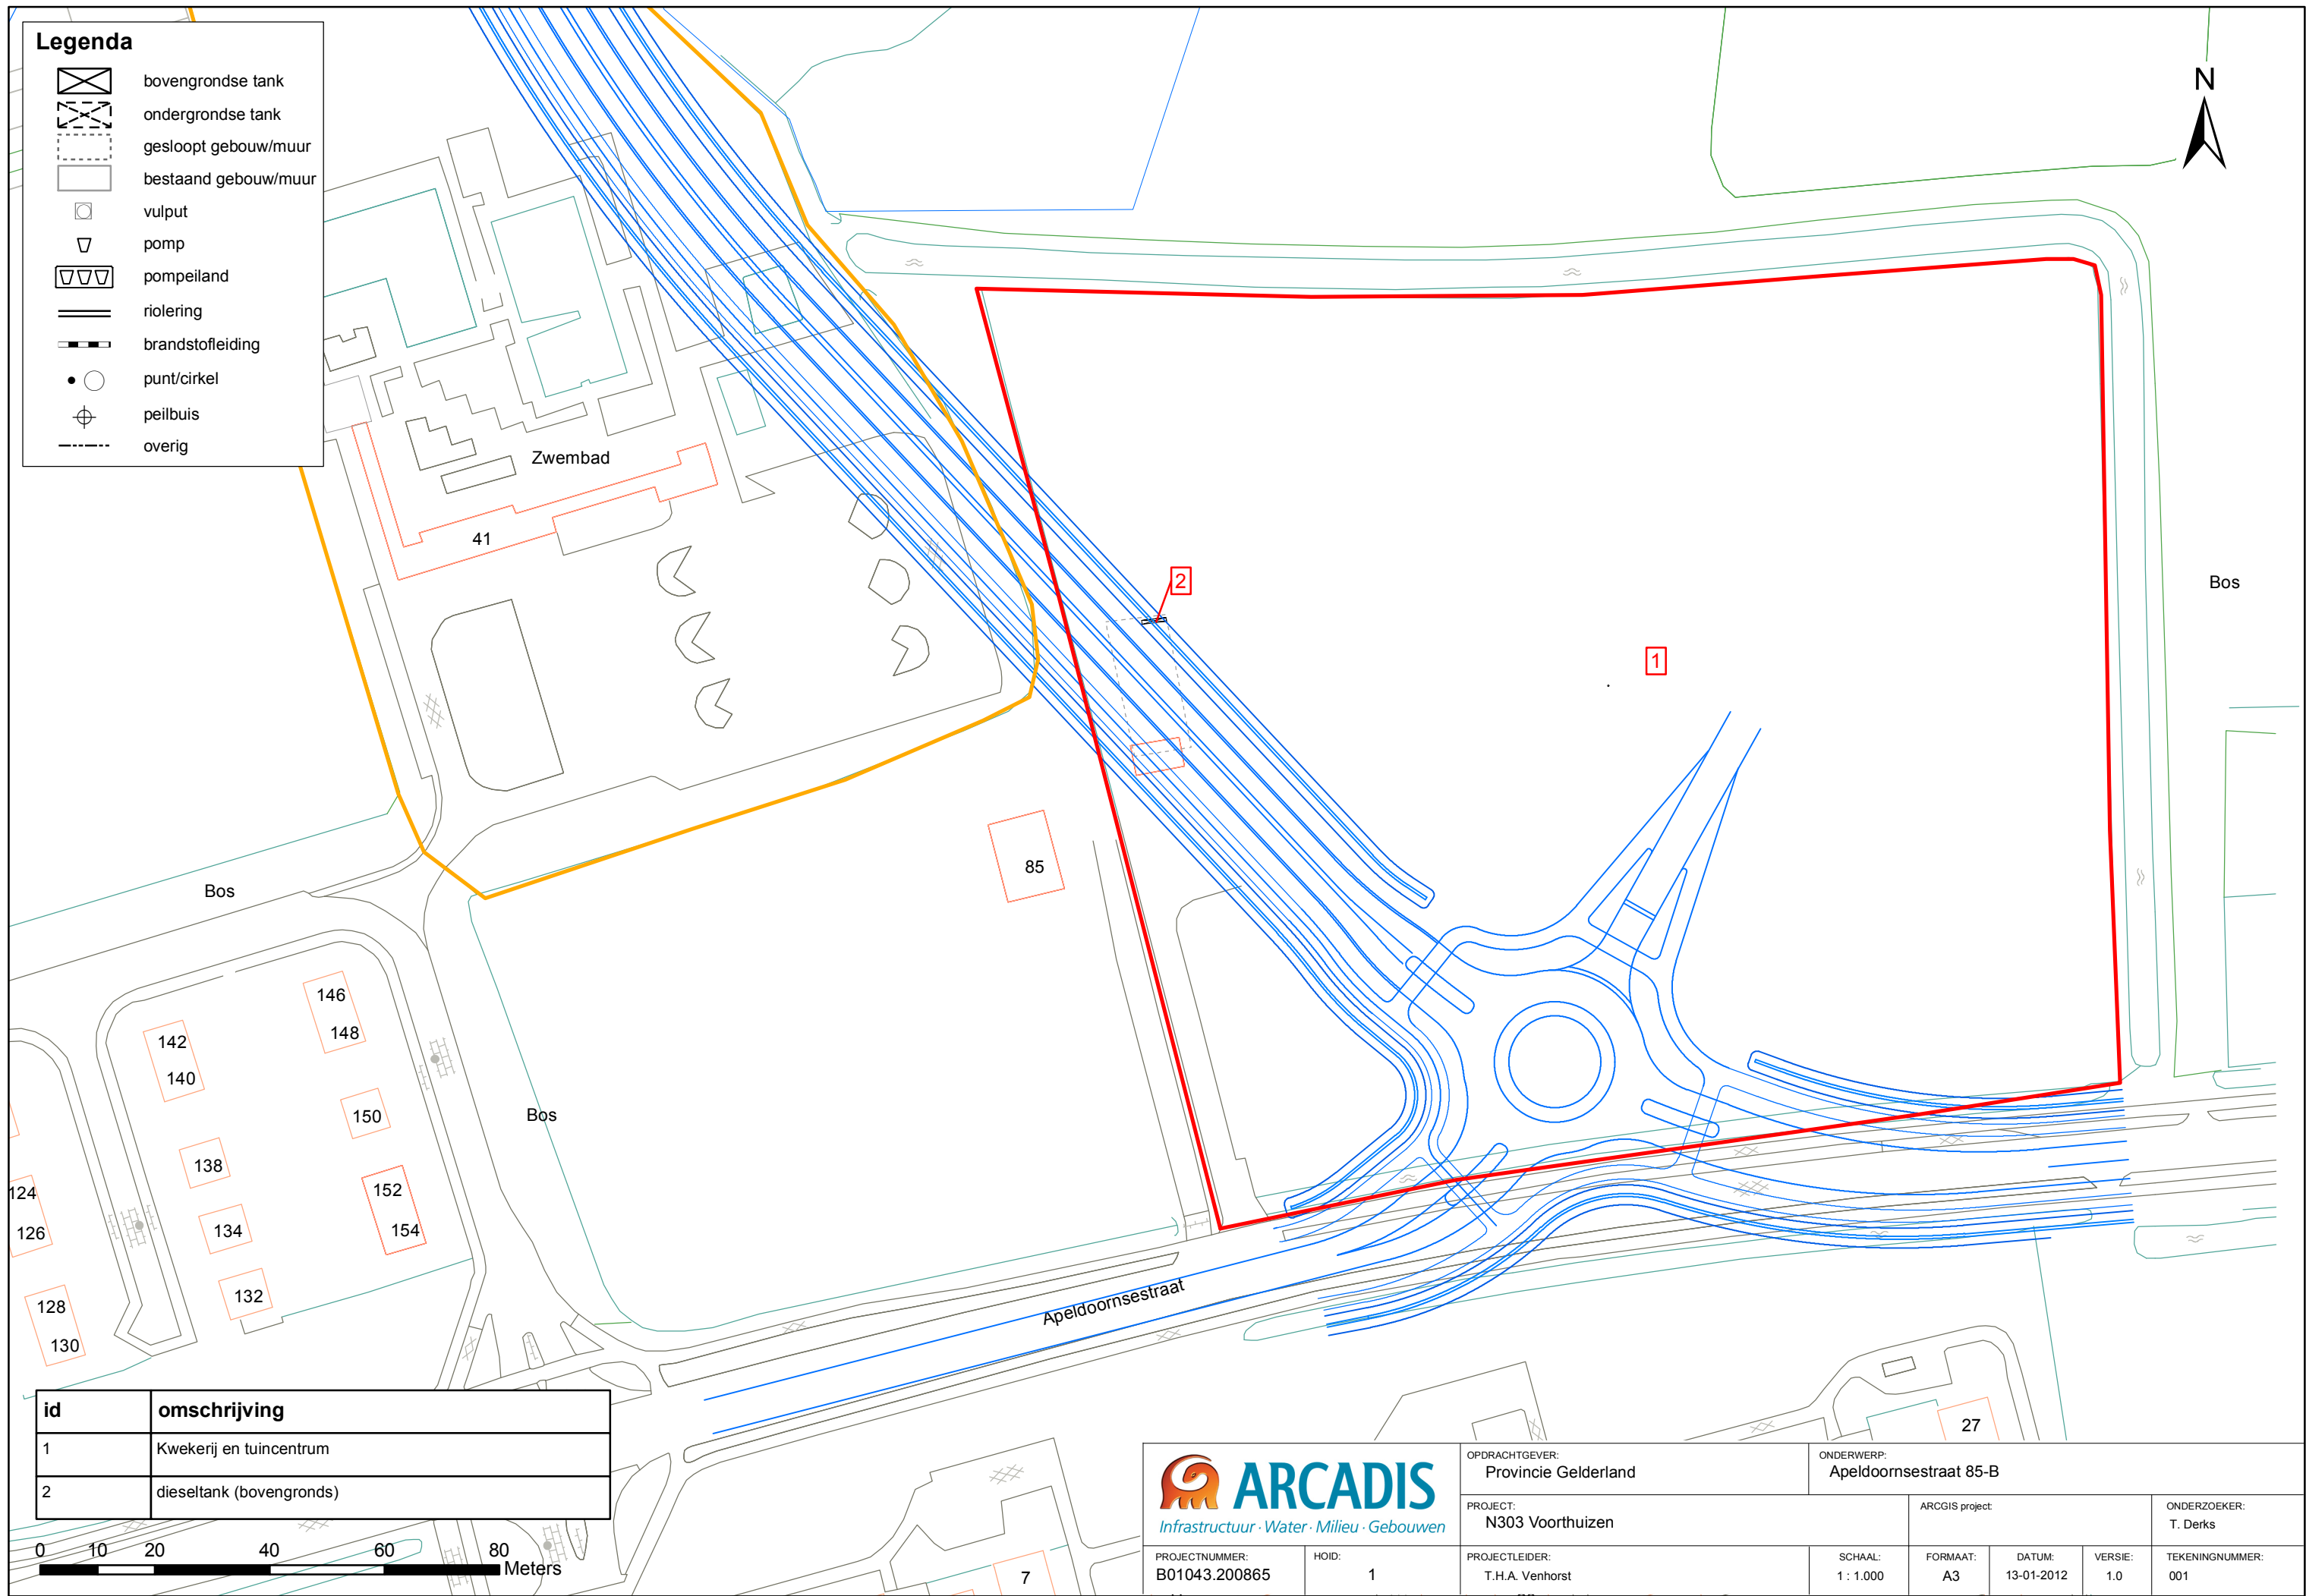 Legenda
bovengrondse tank
ondergrondse tank
gesloopt gebouw/muur
bestaand gebouw/muur
vulput
pomp
pompeiland
riolering
brandstofleiding
punt/cirkel
peilbuis
overig
N
Zwembad
41
2
1
Bos
85
Bos
146
148
142
140
150
Bos
138
152
154
124
126
134
132
128
130
Apeldoornsestraat
27
7
id omschrijving
1 Kwekerij en tuincentrum
2 dieseltank (bovengronds)
0 10 20 40 60 80
Meters
ARCADIS
Infrastructuur · Water · Milieu · Gebouwen
OPDRACHTGEVER:
Provincie Gelderland
ONDERWERP:
Apeldoornsestraat 85-B
PROJECT:
N303 Voorthuizen
ARCGIS project:
ONDERZOEKER:
T. Derks
PROJECTNUMMER:
B01043.200865
HOID:
1
PROJECTLEIDER:
T.H.A. Venhorst
SCHAAL:
1 : 1.000
FORMAAT:
A3
DATUM:
13-01-2012
VERSIE:
1.0
TEKENINGNUMMER:
001